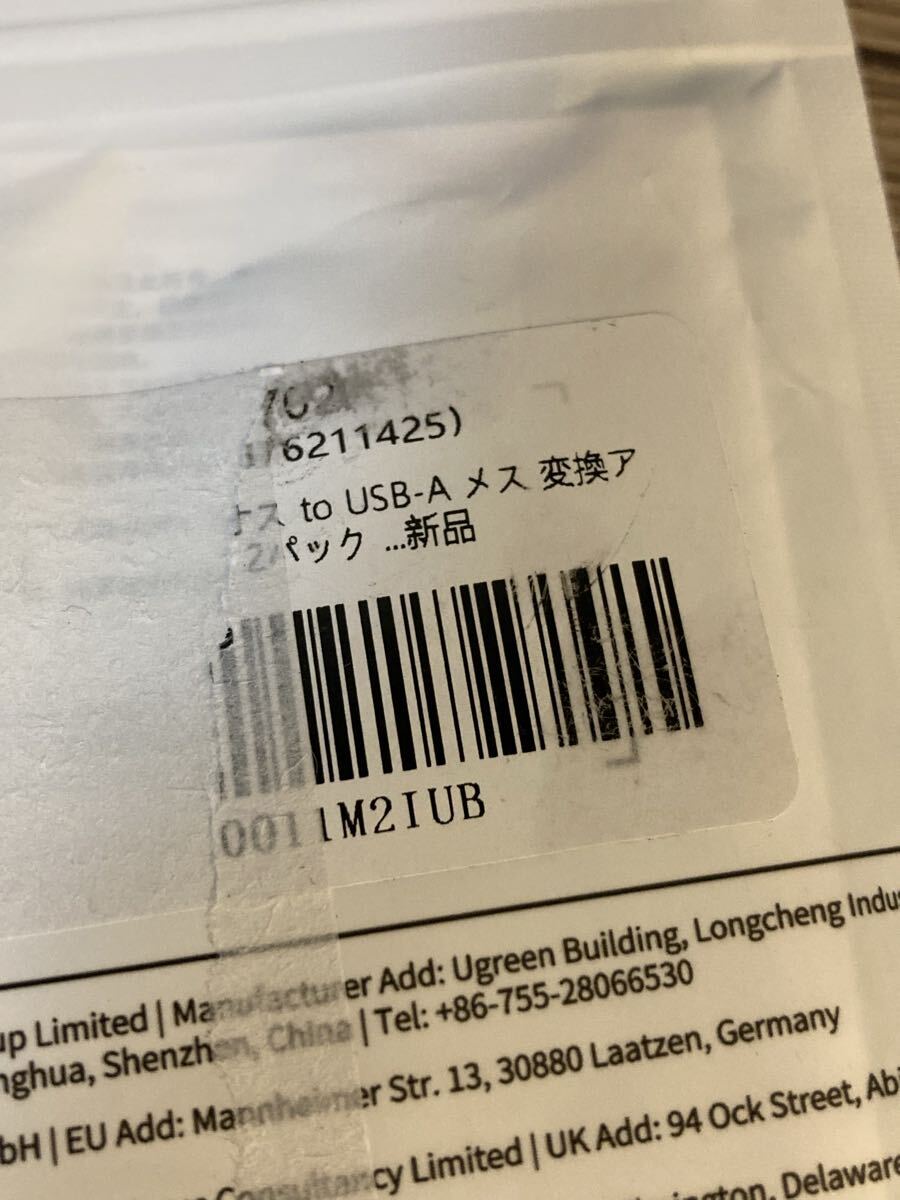 6211425)
to USB-A メス 変換ア
2パック ...新品
0011M2IUB
up Limited | Manufacturer Add: Ugreen Building, Longcheng Indus
nghua, Shenzhen, China | Tel: +86-755-28066530
bH | EU Add: Mannheimer Str. 13, 30880 Laatzen, Germany
Consultancy Limited | UK Add: 94 Ock Street, Abi
Delaware